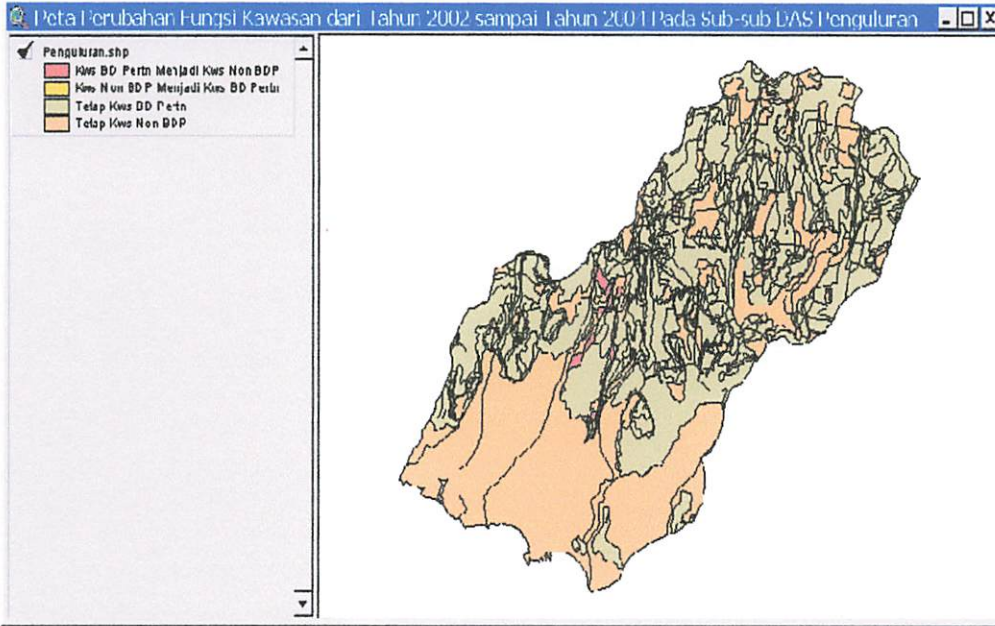 Peta Perubahan Fungsi Kawasan dari Tahun 2002 sampai Tahun 2004 Pada Sub-sub DAS Penguluran
Penguluran.shp
Kws BD Pertn Menjadi Kws Non BDP
Kws Non BDP Menjadi Kws BD Pertn
Tetap Kws BD Pertn
Tetap Kws Non BDP